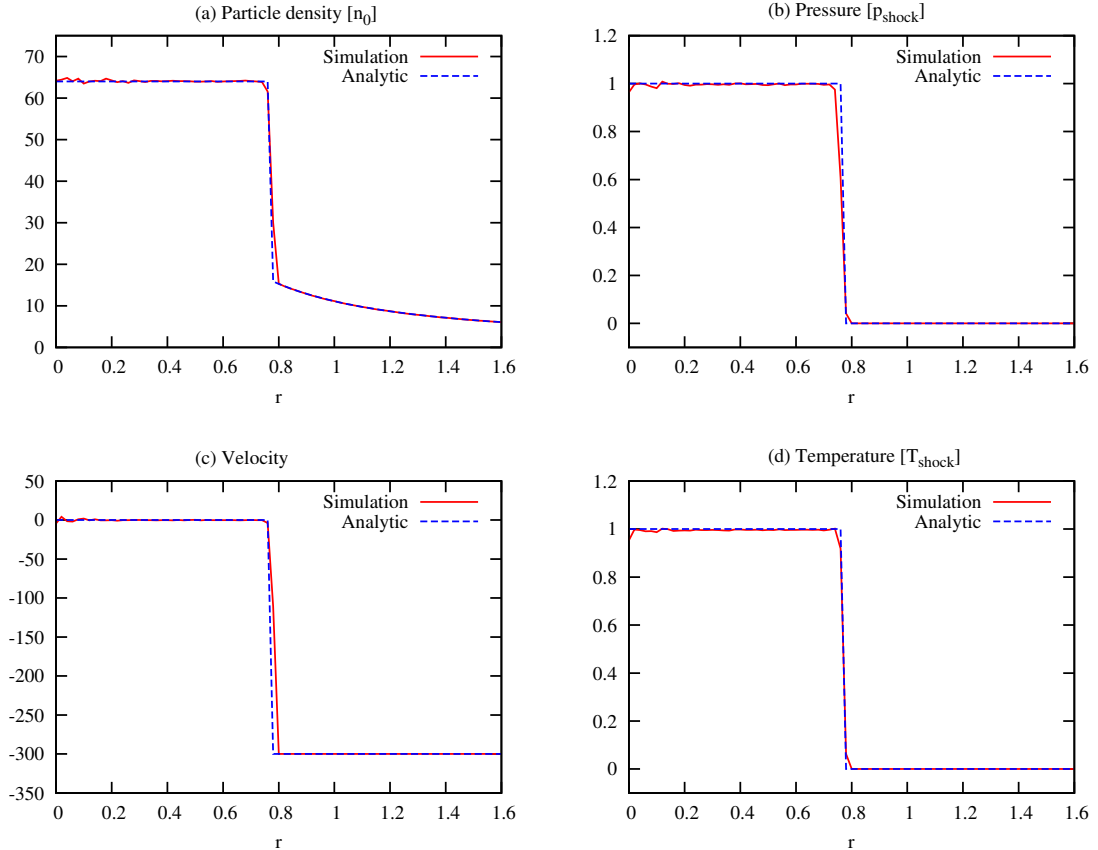 (a) Particle density [n0]
70
60
50
40
30
20
10
0
Simulation
Analytic
0 0.2 0.4 0.6 0.8 1 1.2 1.4 1.6
r
(b) Pressure [pshock]
1.2
1
0.8
0.6
0.4
0.2
0
Simulation
Analytic
0 0.2 0.4 0.6 0.8 1 1.2 1.4 1.6
r
(c) Velocity
50
0
-50
-100
-150
-200
-250
-300
-350
Simulation
Analytic
0 0.2 0.4 0.6 0.8 1 1.2 1.4 1.6
r
(d) Temperature [Tshock]
1.2
1
0.8
0.6
0.4
0.2
0
Simulation
Analytic
0 0.2 0.4 0.6 0.8 1 1.2 1.4 1.6
r